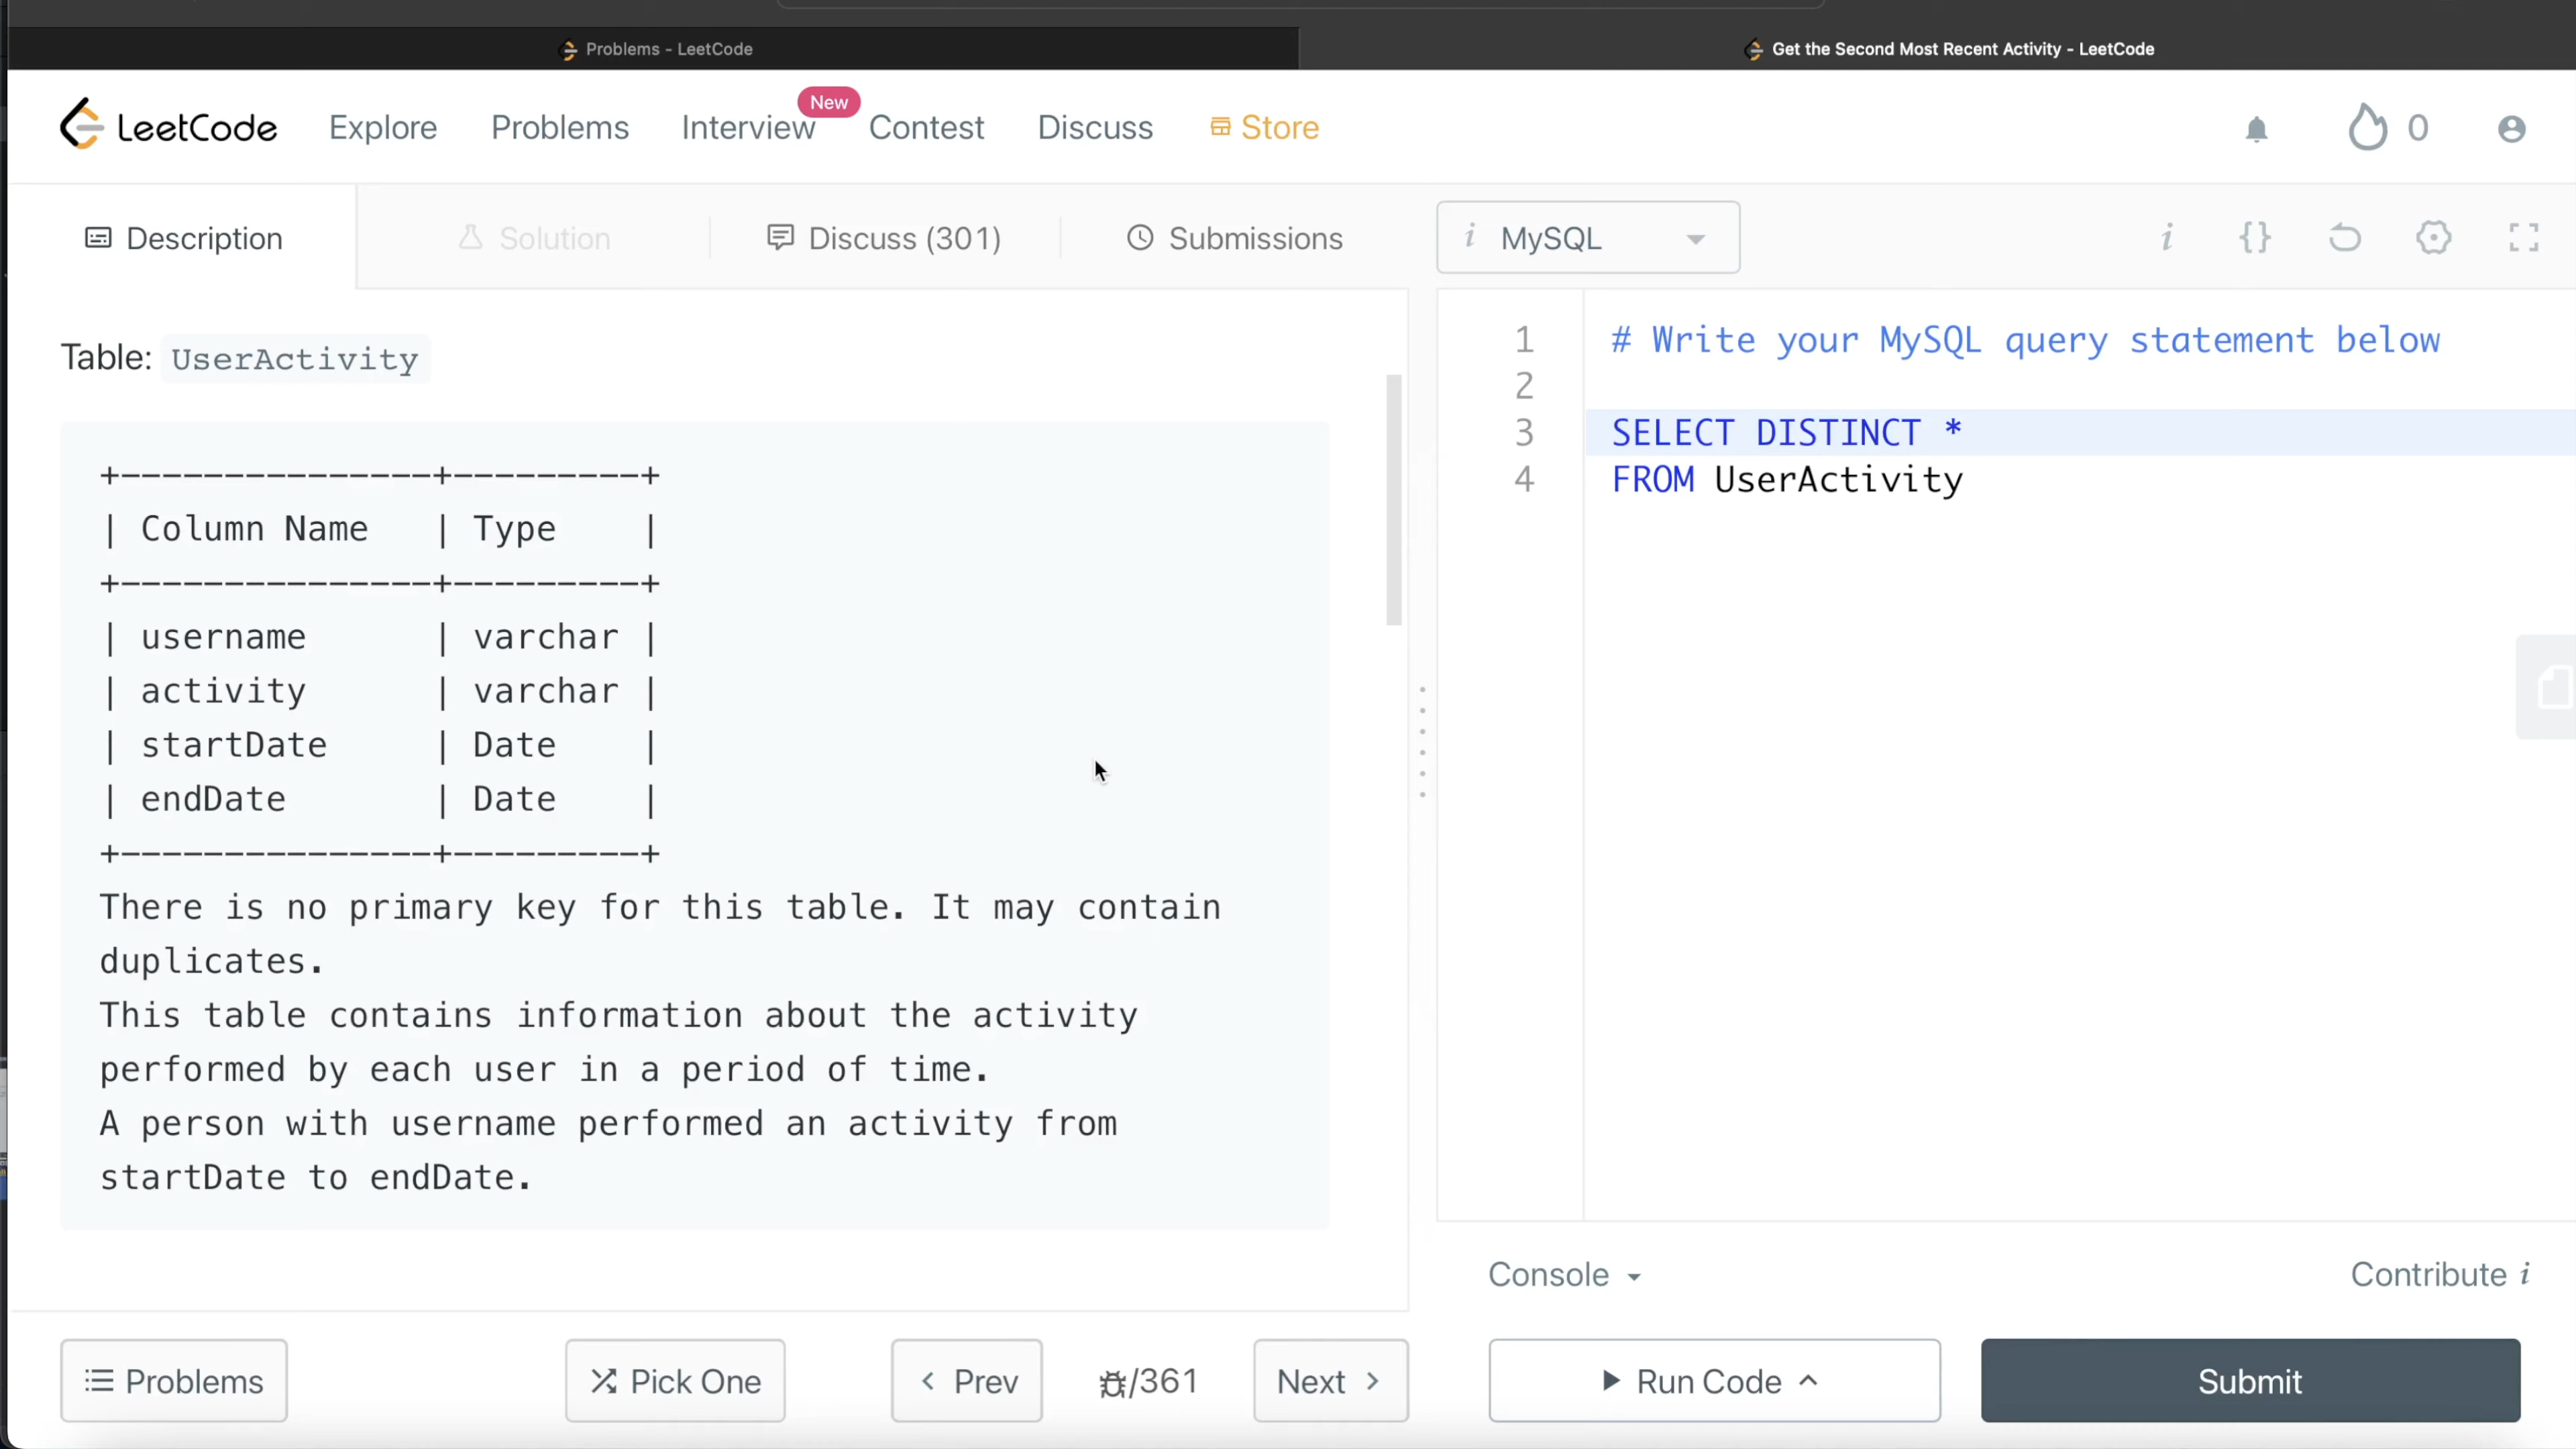 Problems - LeetCode
Get the Second Most Recent Activity - LeetCode
LeetCode
Explore
Problems
Interview
New
Contest
Discuss
Store
0
Description
Solution
Discuss (301)
Submissions
i MySQL
i
{}
Table: UserActivity
+---------------+---------+
| Column Name   | Type    |
+---------------+---------+
| username      | varchar |
| activity      | varchar |
| startDate     | Date    |
| endDate       | Date    |
+---------------+---------+
There is no primary key for this table. It may contain
duplicates.
This table contains information about the activity
performed by each user in a period of time.
A person with username performed an activity from
startDate to endDate.
1 # Write your MySQL query statement below
2
3 SELECT DISTINCT *
4 FROM UserActivity
Console
Contribute i
Problems
Pick One
< Prev
/361
Next >
Run Code
Submit